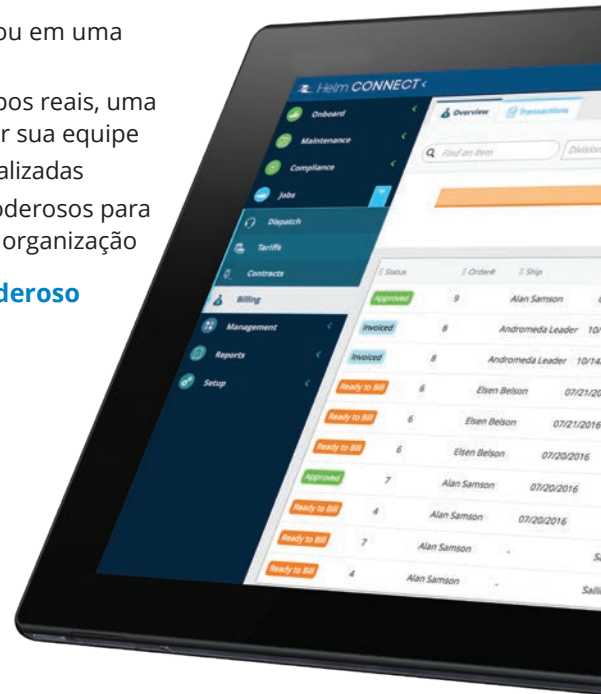 ou em uma
pos reais, uma
r sua equipe
alizadas
oderosos para
organização
deroso
Helm CONNECT
Onboard
Maintenance
Compliance
Jobs
Dispatch
Tariffs
Contracts
Billing
Management
Reports
Setup
Overview Transactions
Find an item Division
Status Order# Ship
Approved 9 Alan Samson
Invoiced 8 Andromeda Leader 10/
Invoiced 8 Andromeda Leader 10/14
Ready to Bill 6 Elsen Belson 07/21/20
Ready to Bill 6 Elsen Belson 07/21/2016
Ready to Bill 6 Elsen Belson 07/20/2016
Approved 7 Alan Samson 07/20/2016
Ready to Bill 4 Alan Samson 07/20/2016
Ready to Bill 7 Alan Samson -
Ready to Bill 4 Alan Samson -